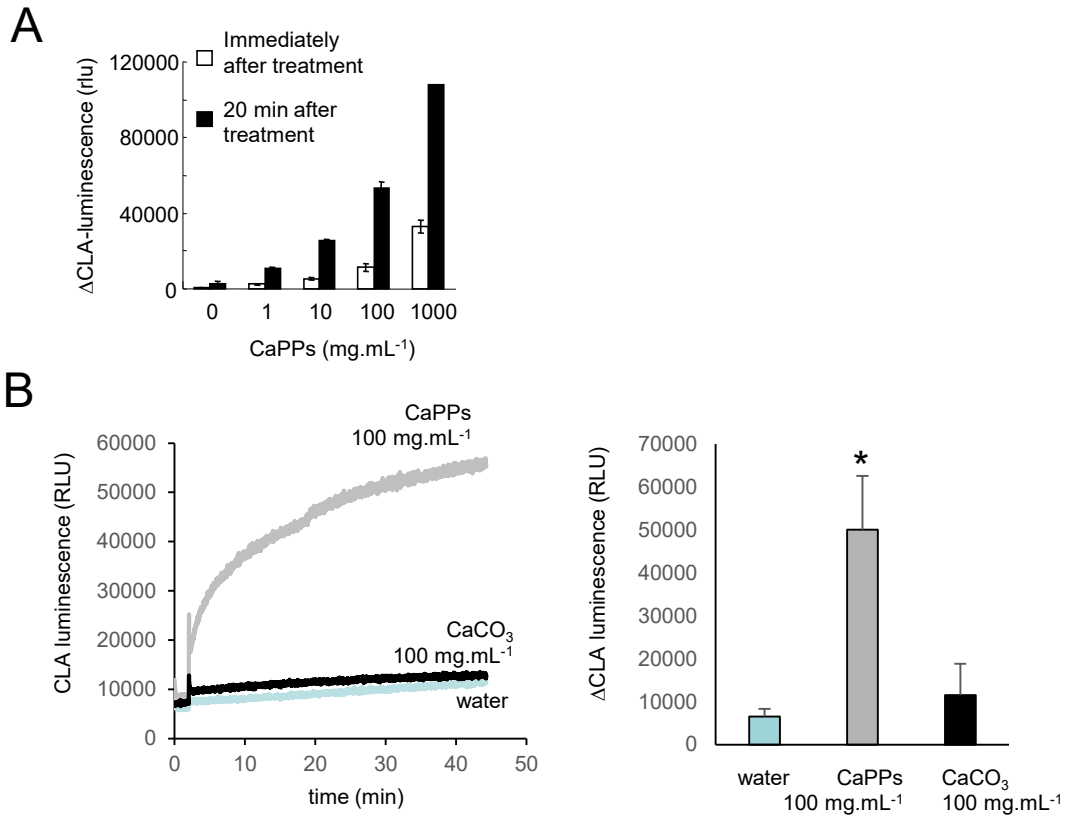 A
Immediately
after treatment
20 min after
treatment
ΔCLA-luminescence (rlu)
120000
80000
40000
0
0 1 10 100 1000
CaPPs (mg.mL⁻¹)
B
CaPPs
100 mg.mL⁻¹
CLA luminescence (RLU)
60000
50000
40000
30000
20000
10000
0
CaCO₃
100 mg.mL⁻¹
water
0 10 20 30 40 50
time (min)
ΔCLA luminescence (RLU)
70000
60000
50000
40000
30000
20000
10000
0
*
water CaPPs CaCO₃
100 mg.mL⁻¹ 100 mg.mL⁻¹